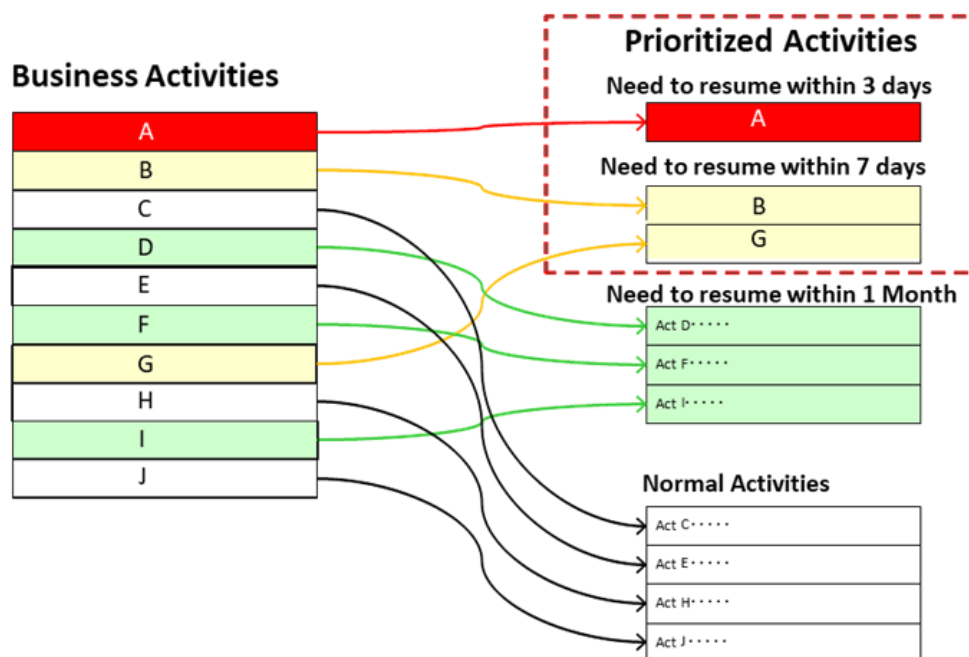 Business Activities
A
B
C
D
E
F
G
H
I
J
Prioritized Activities
Need to resume within 3 days
A
Need to resume within 7 days
B
G
Need to resume within 1 Month
Act D·····
Act F·····
Act I·····
Normal Activities
Act C·····
Act E·····
Act H·····
Act J·····